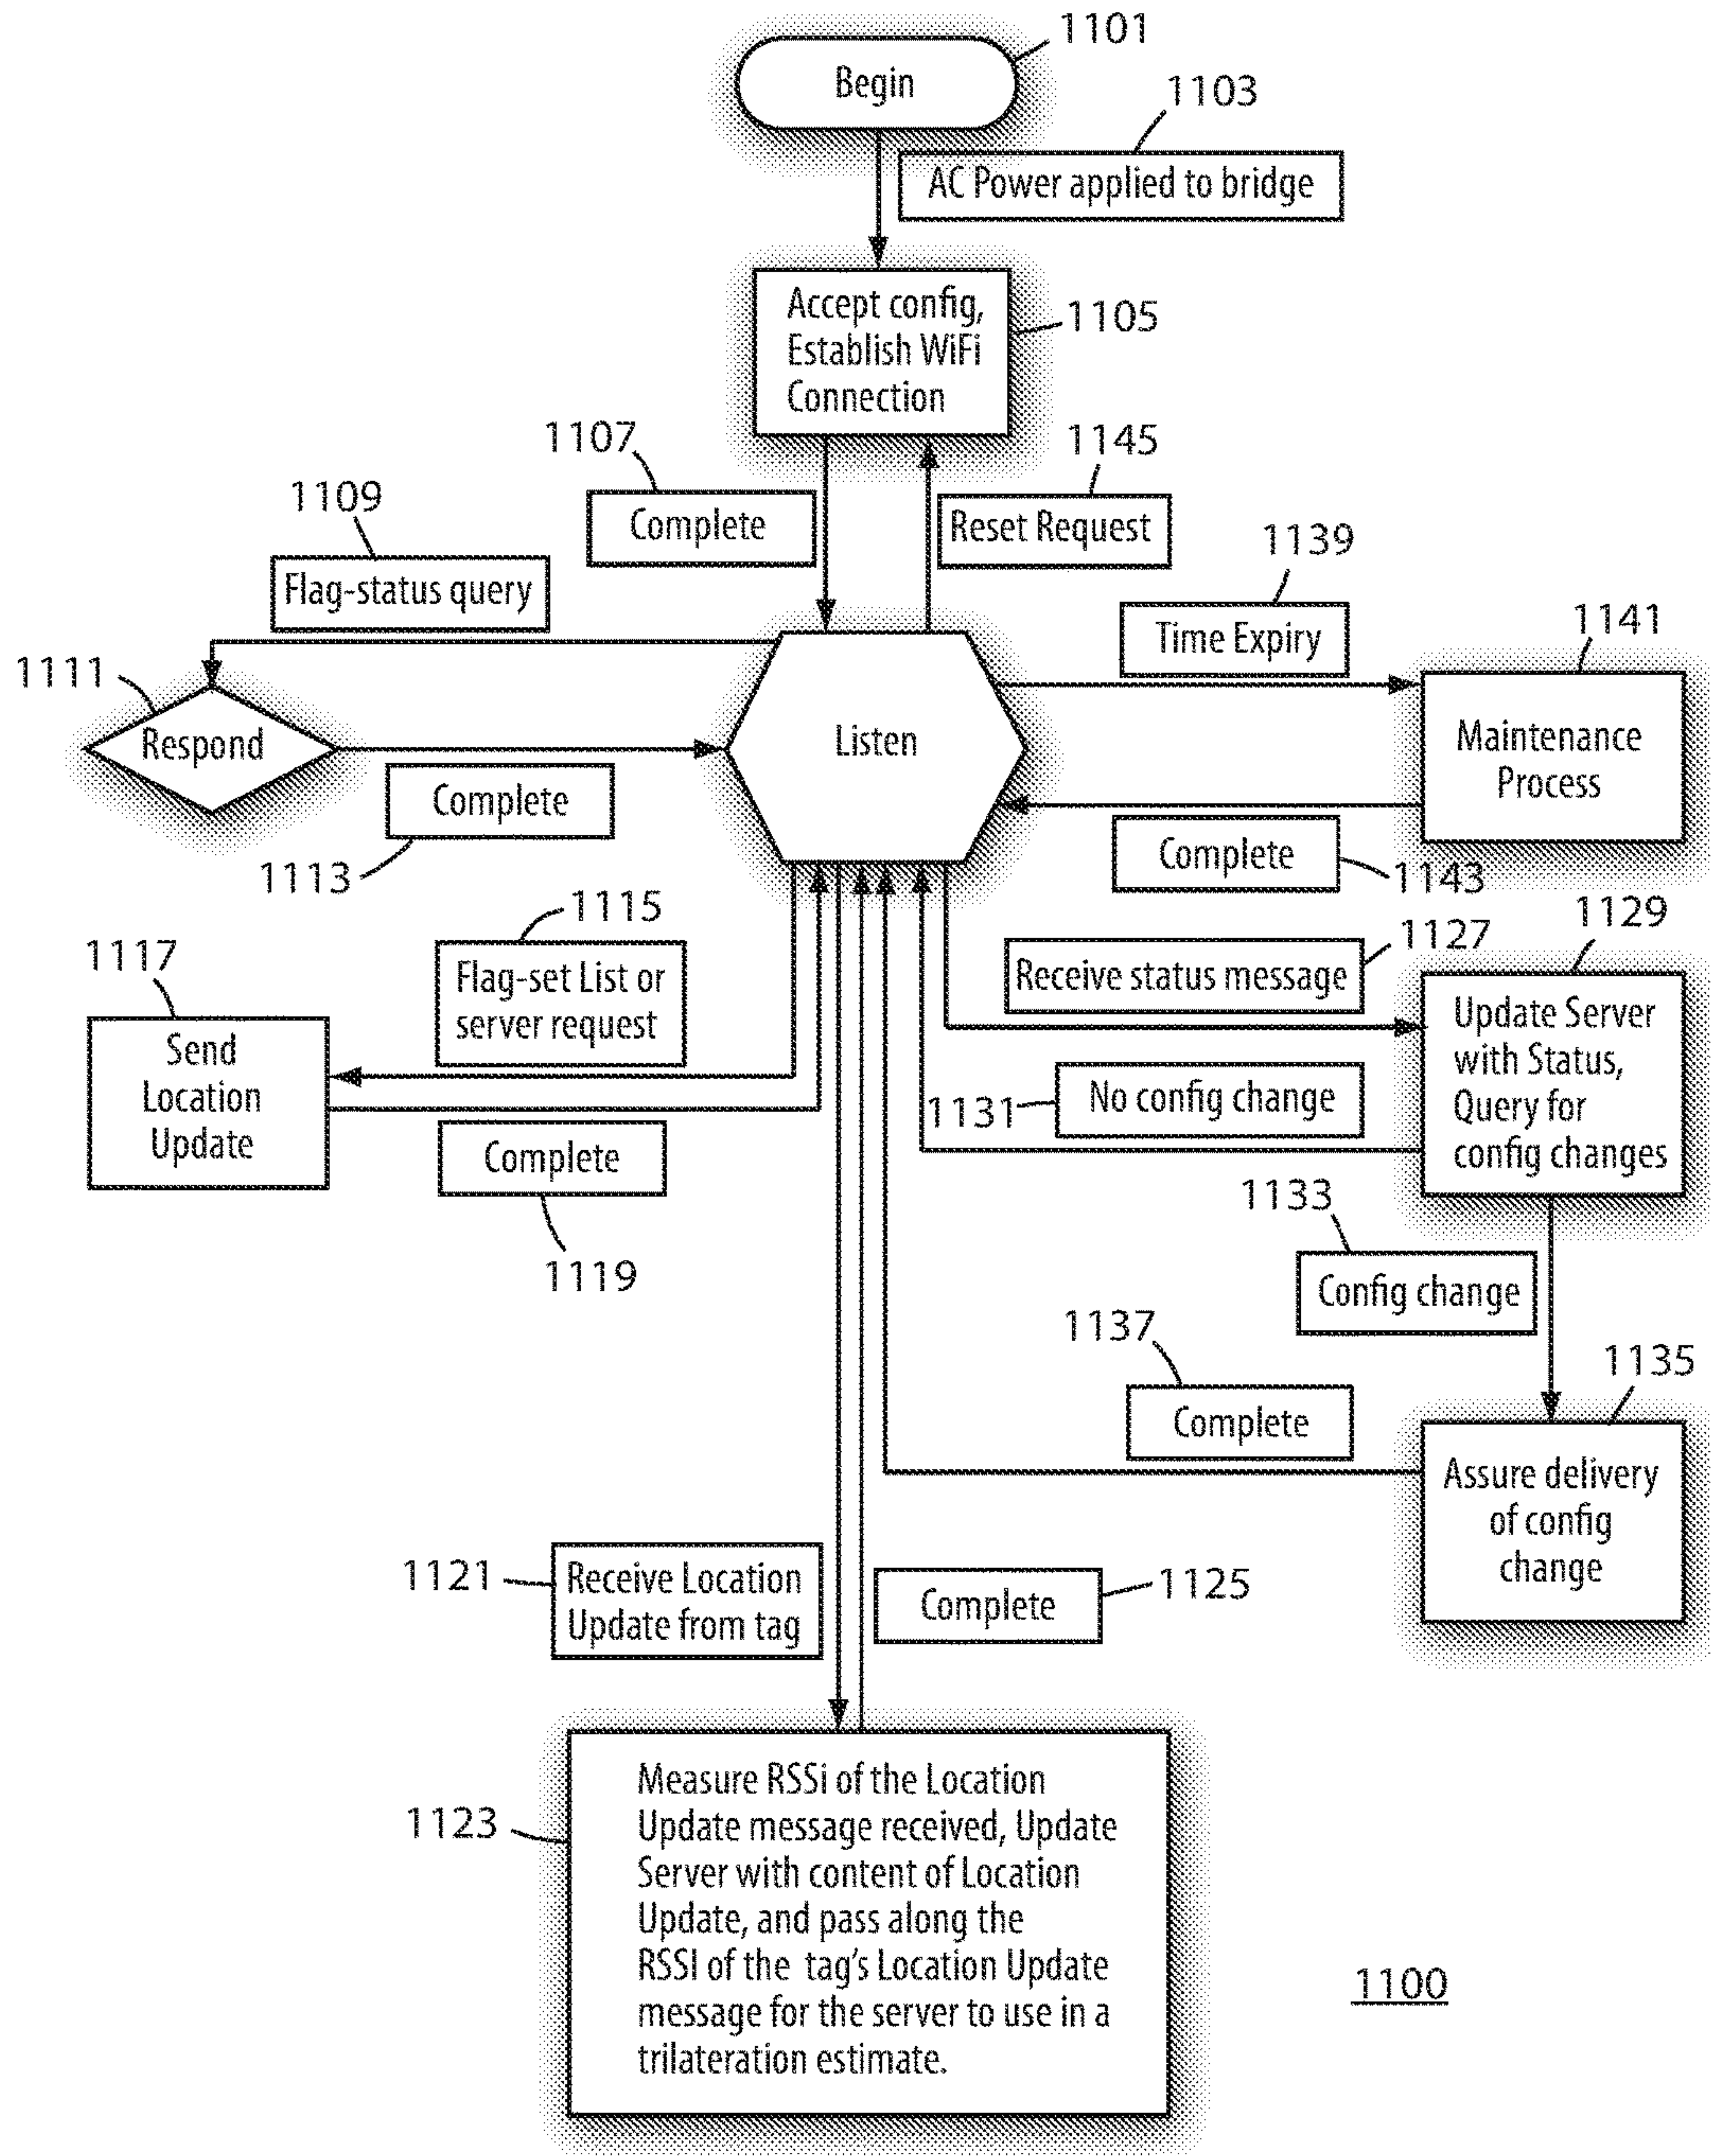 1101
Begin
1103
AC Power applied to bridge
Accept config,
Establish WiFi
Connection
1105
1107
Complete
1145
Reset Request
1109
Flag-status query
1139
Time Expiry
1141
Maintenance
Process
1111
Respond
Listen
Complete
1113
Complete
1143
1115
Flag-set List or
server request
1117
Send
Location
Update
Complete
1119
1127
Receive status message
1129
Update Server
with Status,
Query for
config changes
1131
No config change
1133
Config change
1137
Complete
1135
Assure delivery
of config
change
1121
Receive Location
Update from tag
Complete
1125
1123
Measure RSSi of the Location
Update message received, Update
Server with content of Location
Update, and pass along the
RSSI of the tag's Location Update
message for the server to use in a
trilateration estimate.
1100